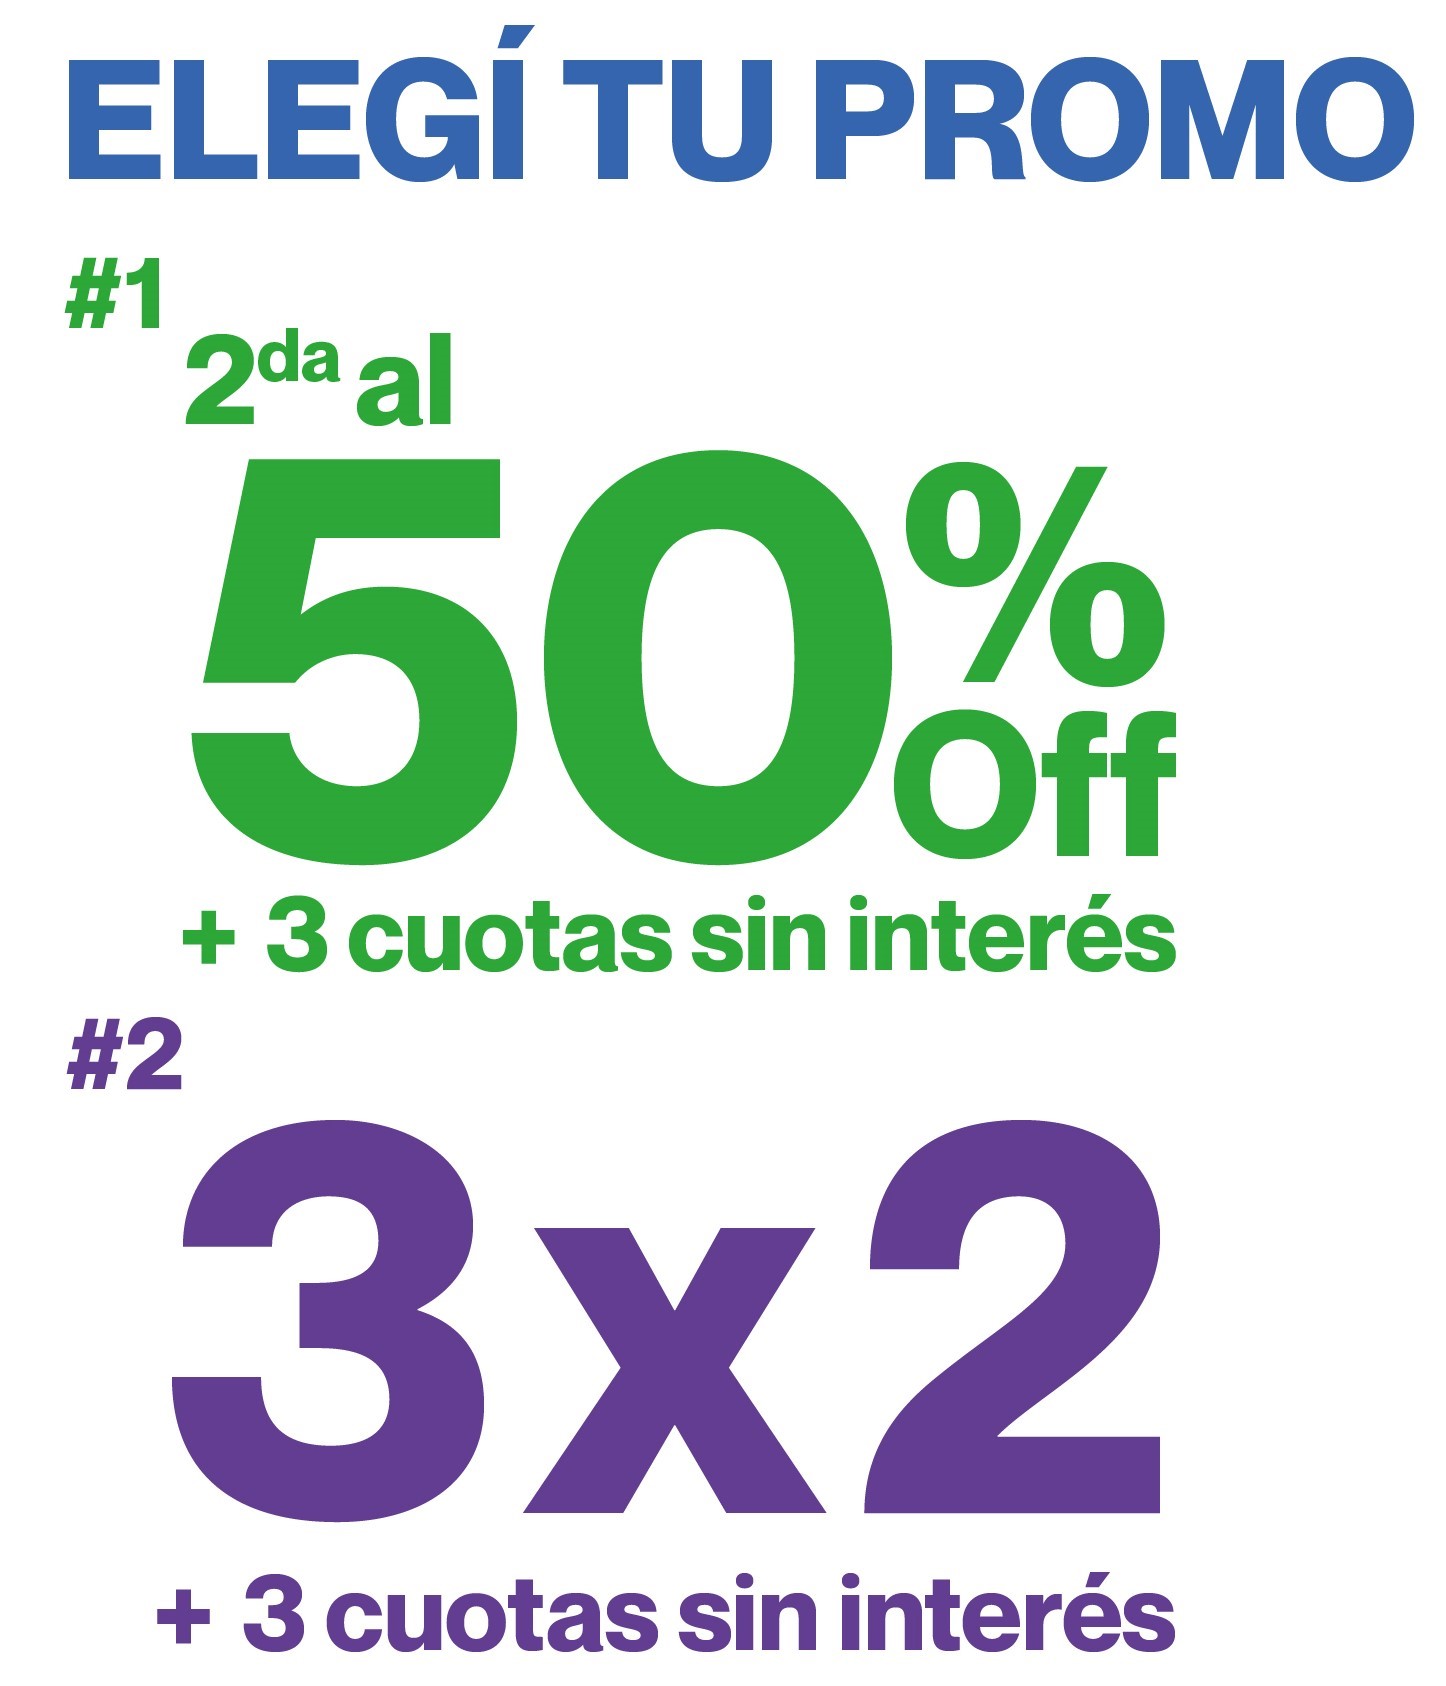 ELEGÍ TU PROMO
#1
2da al
50%
Off
+ 3 cuotas sin interés
#2
3x2
+ 3 cuotas sin interés